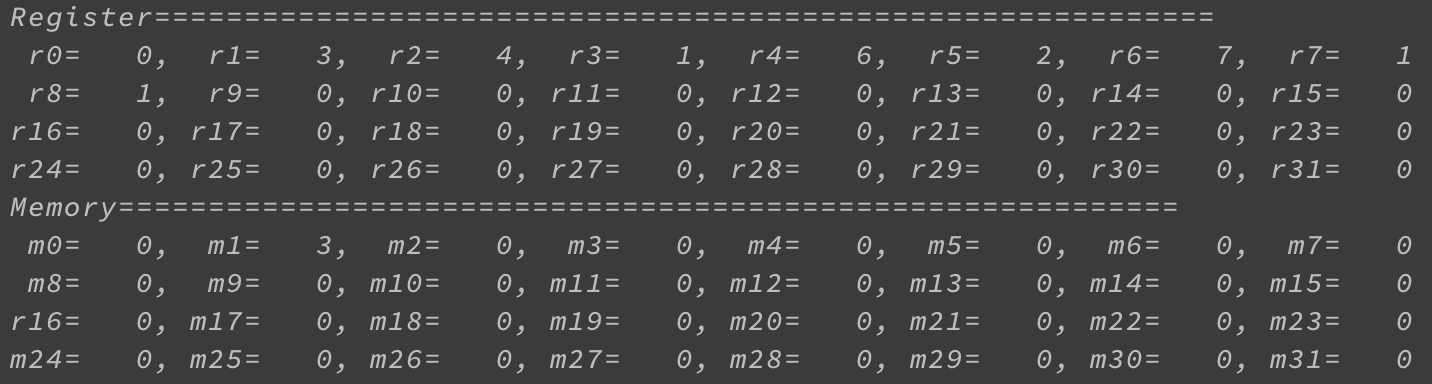 Register===========================================================
 r0=   0,  r1=   3,  r2=   4,  r3=   1,  r4=   6,  r5=   2,  r6=   7,  r7=   1
 r8=   1,  r9=   0, r10=   0, r11=   0, r12=   0, r13=   0, r14=   0, r15=   0
r16=   0, r17=   0, r18=   0, r19=   0, r20=   0, r21=   0, r22=   0, r23=   0
r24=   0, r25=   0, r26=   0, r27=   0, r28=   0, r29=   0, r30=   0, r31=   0
Memory===========================================================
 m0=   0,  m1=   3,  m2=   0,  m3=   0,  m4=   0,  m5=   0,  m6=   0,  m7=   0
 m8=   0,  m9=   0, m10=   0, m11=   0, m12=   0, m13=   0, m14=   0, m15=   0
r16=   0, m17=   0, m18=   0, m19=   0, m20=   0, m21=   0, m22=   0, m23=   0
m24=   0, m25=   0, m26=   0, m27=   0, m28=   0, m29=   0, m30=   0, m31=   0